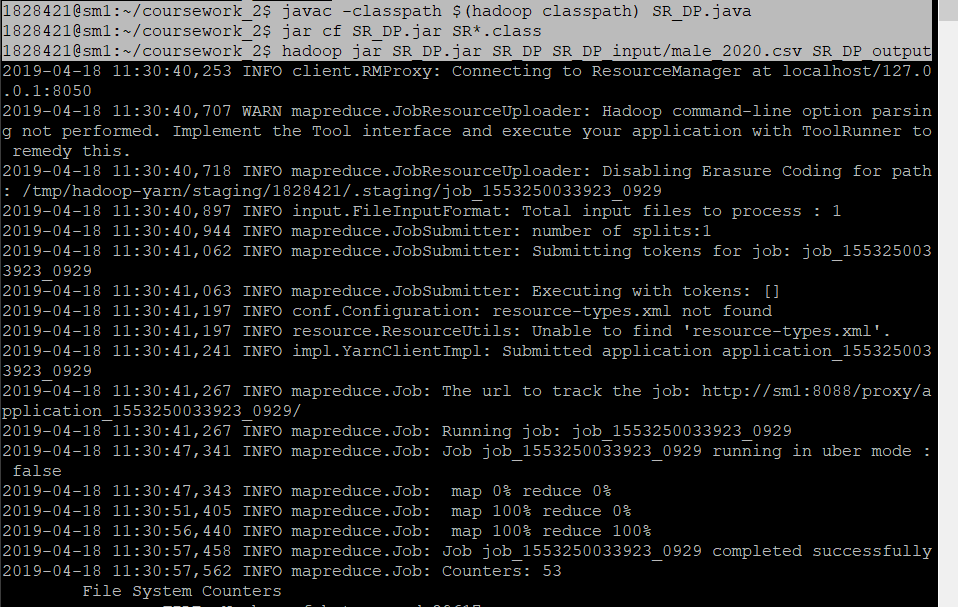 1828421@sm1:~/coursework_2$ javac -classpath $(hadoop classpath) SR_DP.java
1828421@sm1:~/coursework_2$ jar cf SR_DP.jar SR*.class
1828421@sm1:~/coursework_2$ hadoop jar SR_DP.jar SR_DP SR_DP_input/male_2020.csv SR_DP_output
2019-04-18 11:30:40,253 INFO client.RMProxy: Connecting to ResourceManager at localhost/127.0
.0.1:8050
2019-04-18 11:30:40,707 WARN mapreduce.JobResourceUploader: Hadoop command-line option parsin
g not performed. Implement the Tool interface and execute your application with ToolRunner to
 remedy this.
2019-04-18 11:30:40,718 INFO mapreduce.JobResourceUploader: Disabling Erasure Coding for path
: /tmp/hadoop-yarn/staging/1828421/.staging/job_1553250033923_0929
2019-04-18 11:30:40,897 INFO input.FileInputFormat: Total input files to process : 1
2019-04-18 11:30:40,944 INFO mapreduce.JobSubmitter: number of splits:1
2019-04-18 11:30:41,062 INFO mapreduce.JobSubmitter: Submitting tokens for job: job_155325003
3923_0929
2019-04-18 11:30:41,063 INFO mapreduce.JobSubmitter: Executing with tokens: []
2019-04-18 11:30:41,197 INFO conf.Configuration: resource-types.xml not found
2019-04-18 11:30:41,197 INFO resource.ResourceUtils: Unable to find 'resource-types.xml'.
2019-04-18 11:30:41,241 INFO impl.YarnClientImpl: Submitted application application_155325003
3923_0929
2019-04-18 11:30:41,267 INFO mapreduce.Job: The url to track the job: http://sm1:8088/proxy/a
pplication_1553250033923_0929/
2019-04-18 11:30:41,267 INFO mapreduce.Job: Running job: job_1553250033923_0929
2019-04-18 11:30:47,341 INFO mapreduce.Job: Job job_1553250033923_0929 running in uber mode :
 false
2019-04-18 11:30:47,343 INFO mapreduce.Job:  map 0% reduce 0%
2019-04-18 11:30:51,405 INFO mapreduce.Job:  map 100% reduce 0%
2019-04-18 11:30:56,440 INFO mapreduce.Job:  map 100% reduce 100%
2019-04-18 11:30:57,458 INFO mapreduce.Job: Job job_1553250033923_0929 completed successfully
2019-04-18 11:30:57,562 INFO mapreduce.Job: Counters: 53
        File System Counters